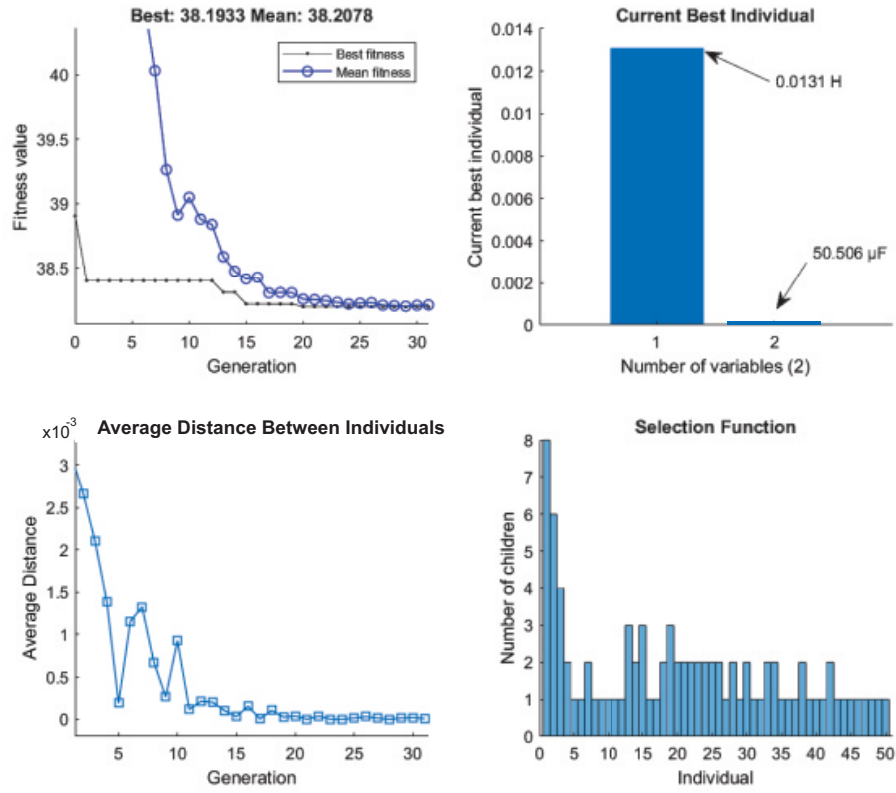 Best: 38.1933 Mean: 38.2078
40
39.5
39
38.5
Fitness value
Best fitness
Mean fitness
0 5 10 15 20 25 30
Generation
Current Best Individual
0.014
0.012
0.01
0.008
0.006
0.004
0.002
0
Current best individual
0.0131 H
50.506 µF
1 2
Number of variables (2)
x10-3
Average Distance Between Individuals
3
2.5
2
1.5
1
0.5
0
Average Distance
5 10 15 20 25 30
Generation
Selection Function
8
7
6
5
4
3
2
1
0
Number of children
0 5 10 15 20 25 30 35 40 45 50
Individual